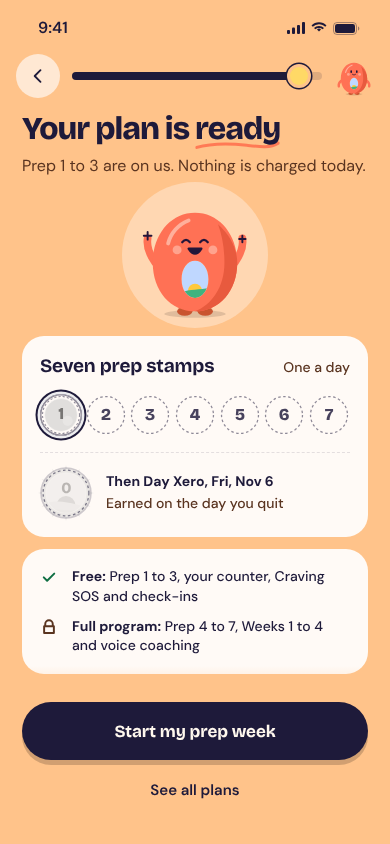 9:41
Your plan is ready
Prep 1 to 3 are on us. Nothing is charged today.
Seven prep stamps
One a day
1 2 3 4 5 6 7
0
Then Day Xero, Fri, Nov 6
Earned on the day you quit
Free: Prep 1 to 3, your counter, Craving
SOS and check-ins
Full program: Prep 4 to 7, Weeks 1 to 4
and voice coaching
Start my prep week
See all plans